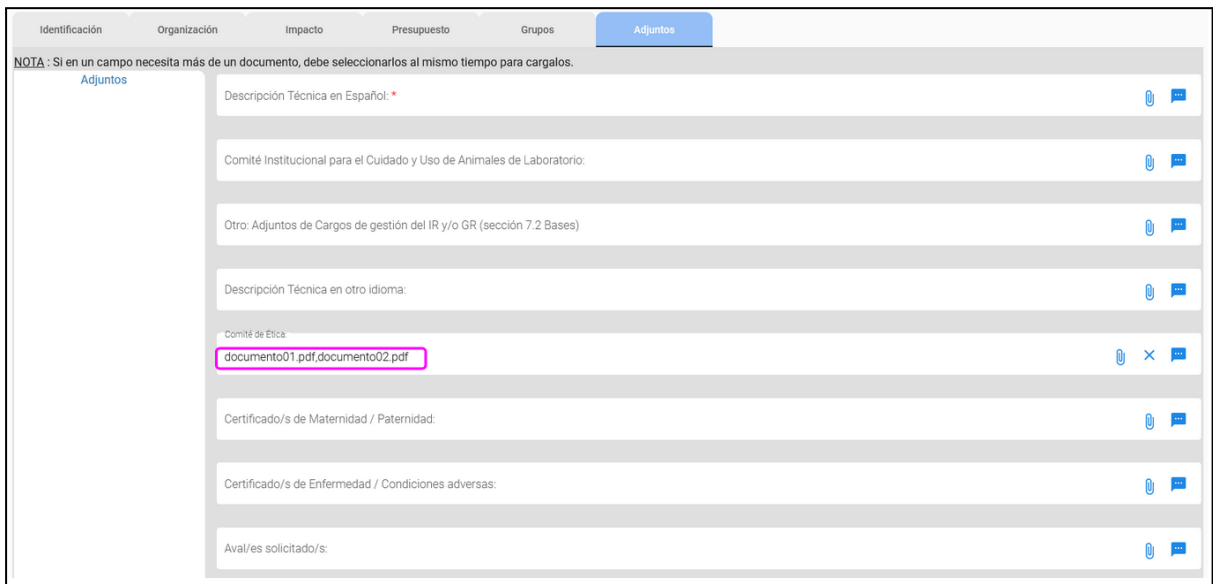 Identificación Organización Impacto Presupuesto Grupos Adjuntos
NOTA : Si en un campo necesita más de un documento, debe seleccionarlos al mismo tiempo para cargalos.
Adjuntos
Descripción Técnica en Español: *
Comité Institucional para el Cuidado y Uso de Animales de Laboratorio:
Otro: Adjuntos de Cargos de gestión del IR y/o GR (sección 7.2 Bases)
Descripción Técnica en otro idioma:
Comité de Ética:
documento01.pdf,documento02.pdf
Certificado/s de Maternidad / Paternidad:
Certificado/s de Enfermedad / Condiciones adversas:
Aval/es solicitado/s: